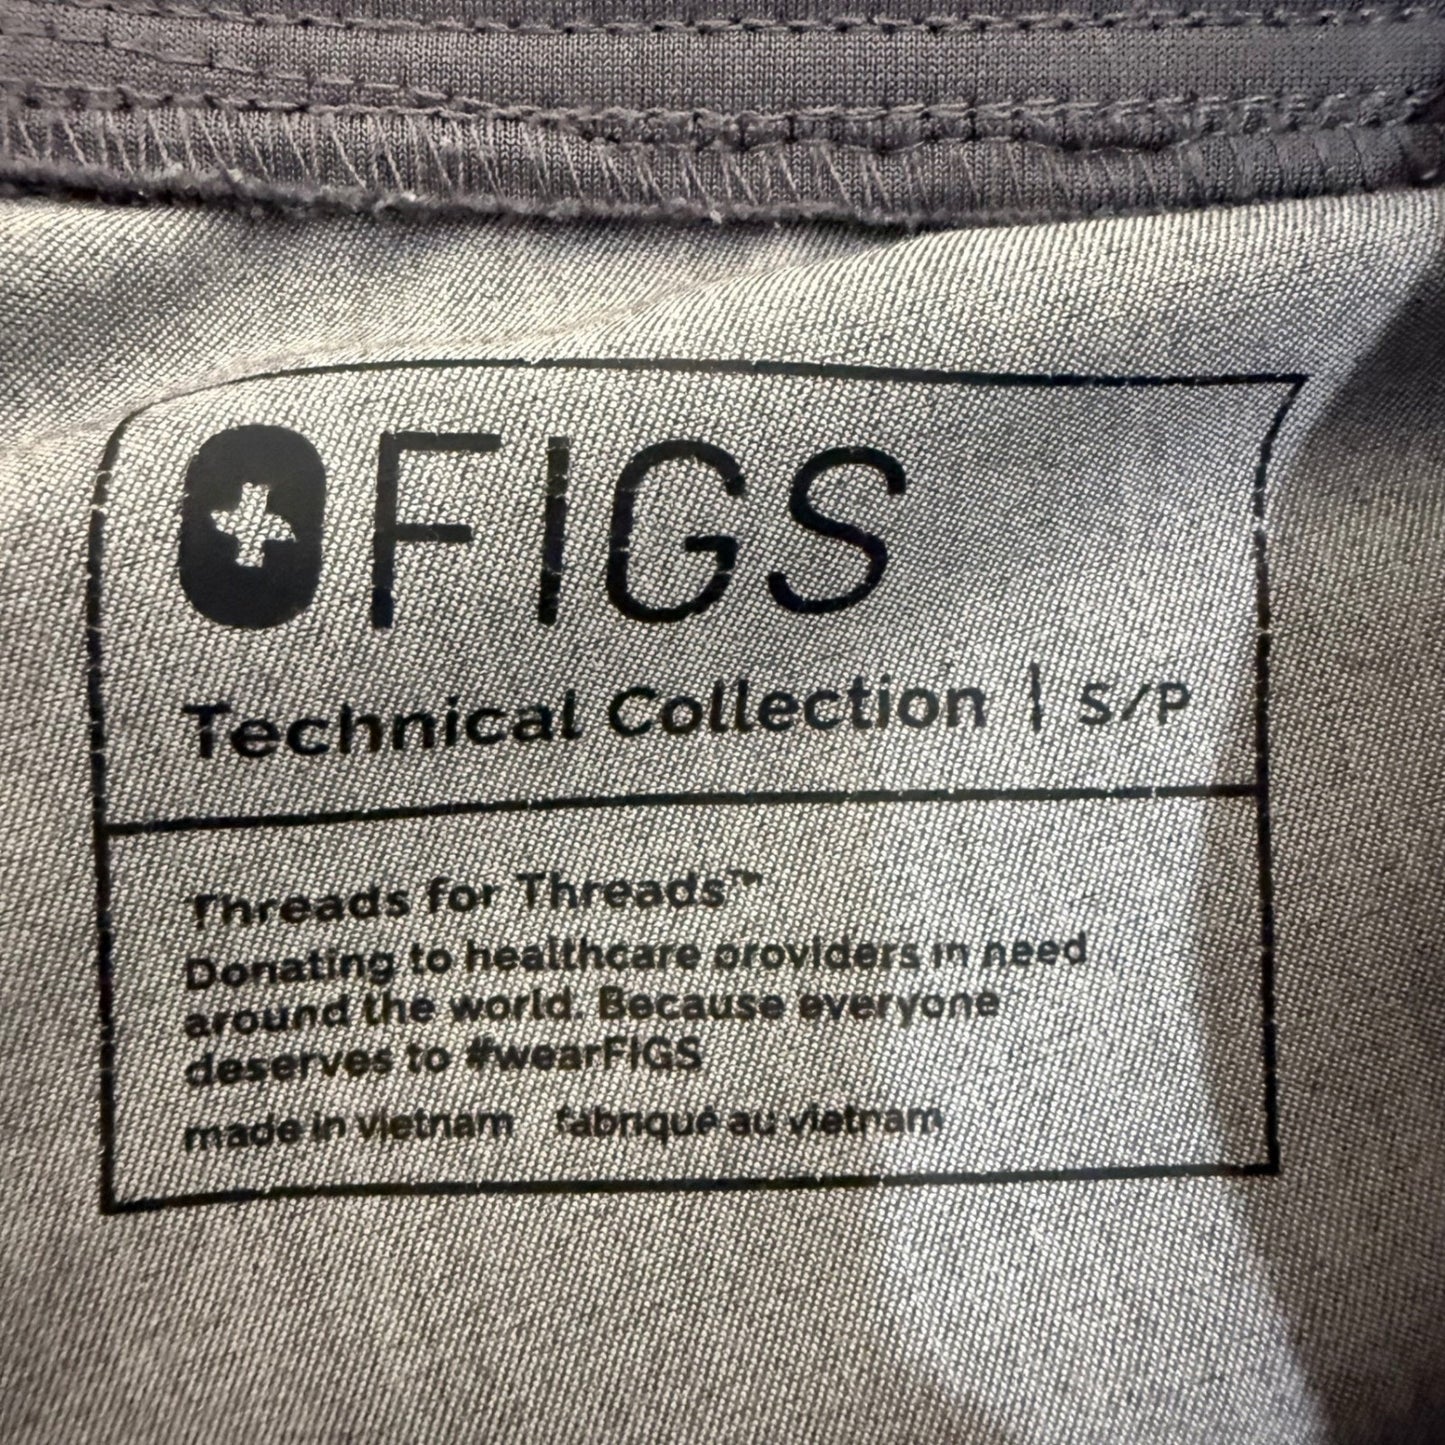 FIGS
Technical Collection | S/P
Threads for Threads™
Donating to healthcare providers in need
around the world. Because everyone
deserves to #wearFIGS
made in vietnam fabriqué au vietnam